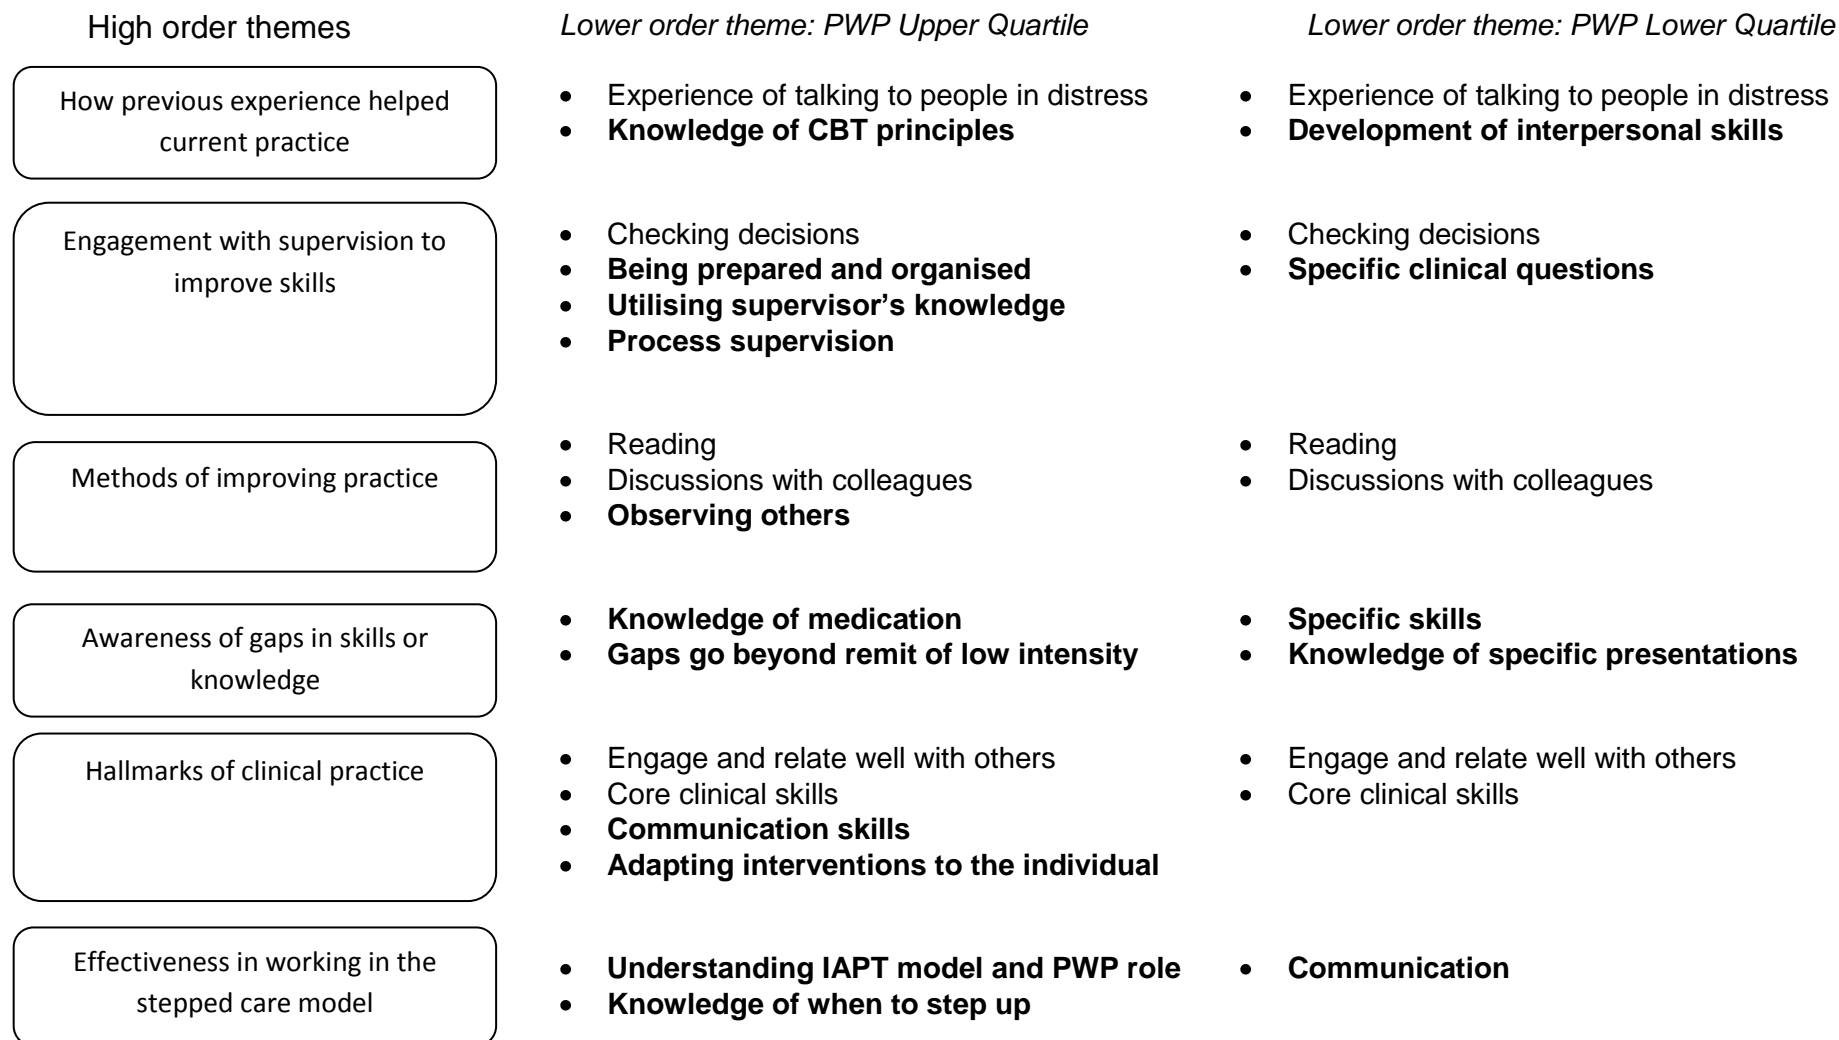 High order themes
Lower order theme: PWP Upper Quartile
Lower order theme: PWP Lower Quartile
How previous experience helped
current practice
• Experience of talking to people in distress
• Knowledge of CBT principles
• Experience of talking to people in distress
• Development of interpersonal skills
Engagement with supervision to
improve skills
• Checking decisions
• Being prepared and organised
• Utilising supervisor’s knowledge
• Process supervision
• Checking decisions
• Specific clinical questions
Methods of improving practice
• Reading
• Discussions with colleagues
• Observing others
• Reading
• Discussions with colleagues
Awareness of gaps in skills or
knowledge
• Knowledge of medication
• Gaps go beyond remit of low intensity
• Specific skills
• Knowledge of specific presentations
Hallmarks of clinical practice
• Engage and relate well with others
• Core clinical skills
• Communication skills
• Adapting interventions to the individual
• Engage and relate well with others
• Core clinical skills
Effectiveness in working in the
stepped care model
• Understanding IAPT model and PWP role
• Knowledge of when to step up
• Communication